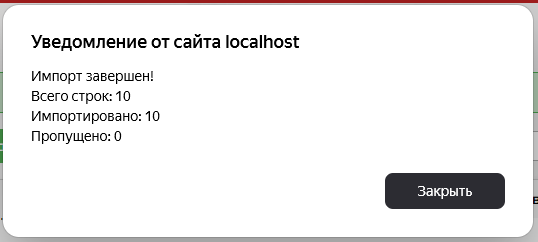 Уведомление от сайта localhost
Импорт завершен!
Всего строк: 10
Импортировано: 10
Пропущено: 0
Закрыть